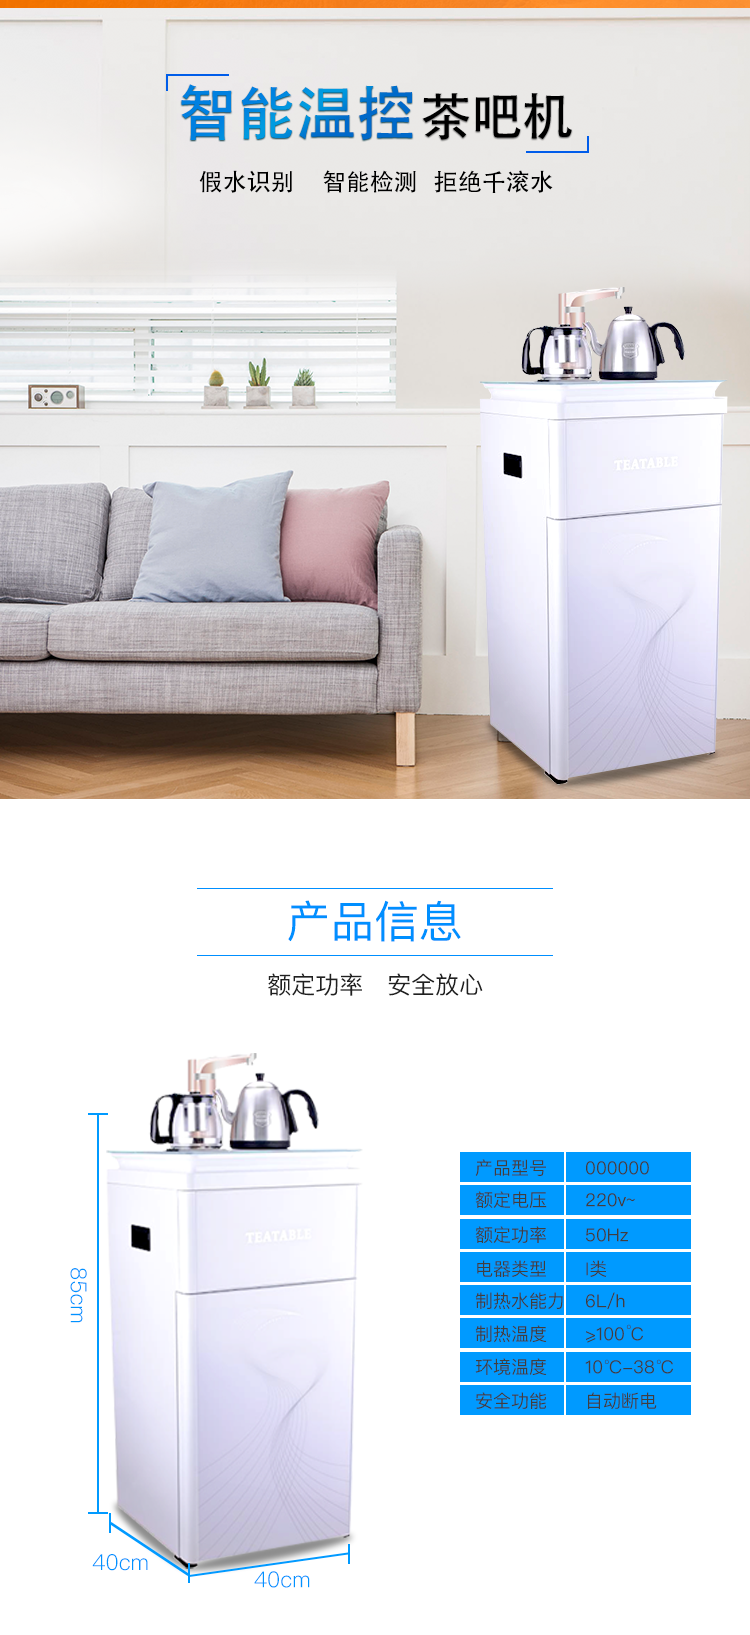 智能温控茶吧机
假水识别 智能检测 拒绝千滚水
TEATABLE
产品信息
额定功率 安全放心
TEATABLE
85cm
40cm
40cm
产品型号 000000
额定电压 220v~
额定功率 50Hz
电器类型 I类
制热水能力 6L/h
制热温度 ≥100℃
环境温度 10℃-38℃
安全功能 自动断电